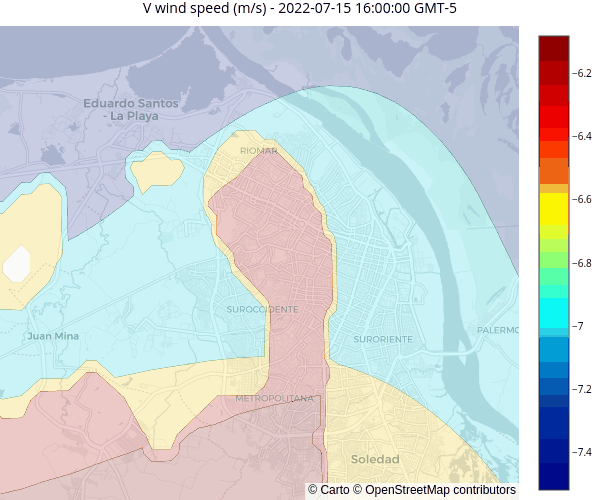 V wind speed (m/s) - 2022-07-15 16:00:00 GMT-5
Eduardo Santos
- La Playa
RIOMAR
SUROCCIDENTE
Juan Mina
SURORIENTE
PALERMO
METROPOLITANA
Soledad
© Carto © OpenStreetMap contributors
−6.2
−6.4
−6.6
−6.8
−7
−7.2
−7.4